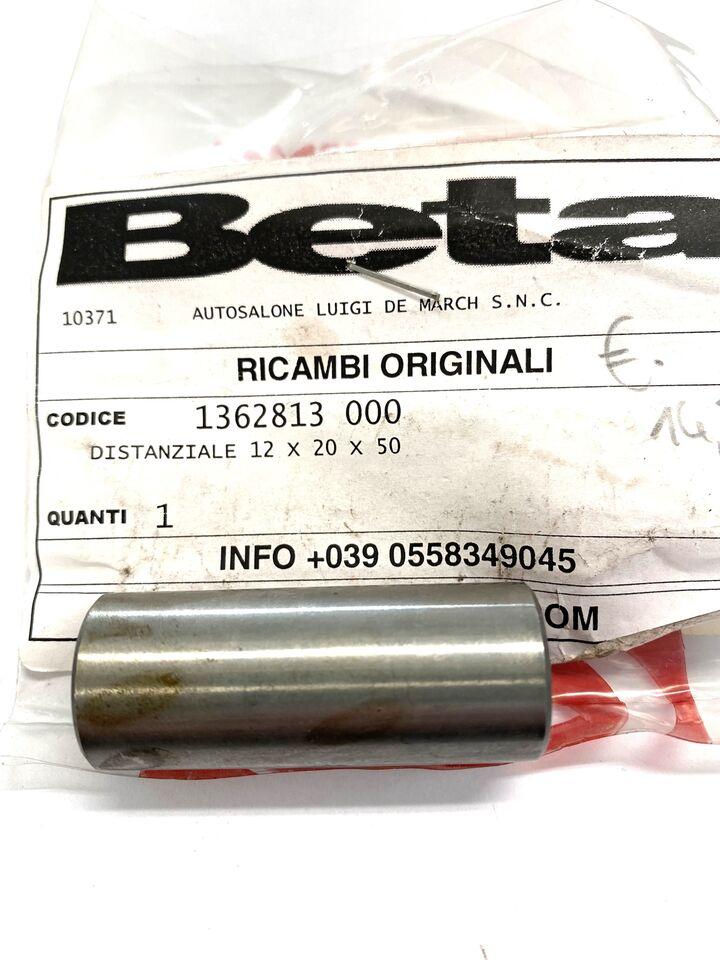 Beta
10371 AUTOSALONE LUIGI DE MARCH S.N.C.
RICAMBI ORIGINALI €.
CODICE 1362813 000
DISTANZIALE 12 X 20 X 50
QUANTI 1
INFO +039 0558349045
OM